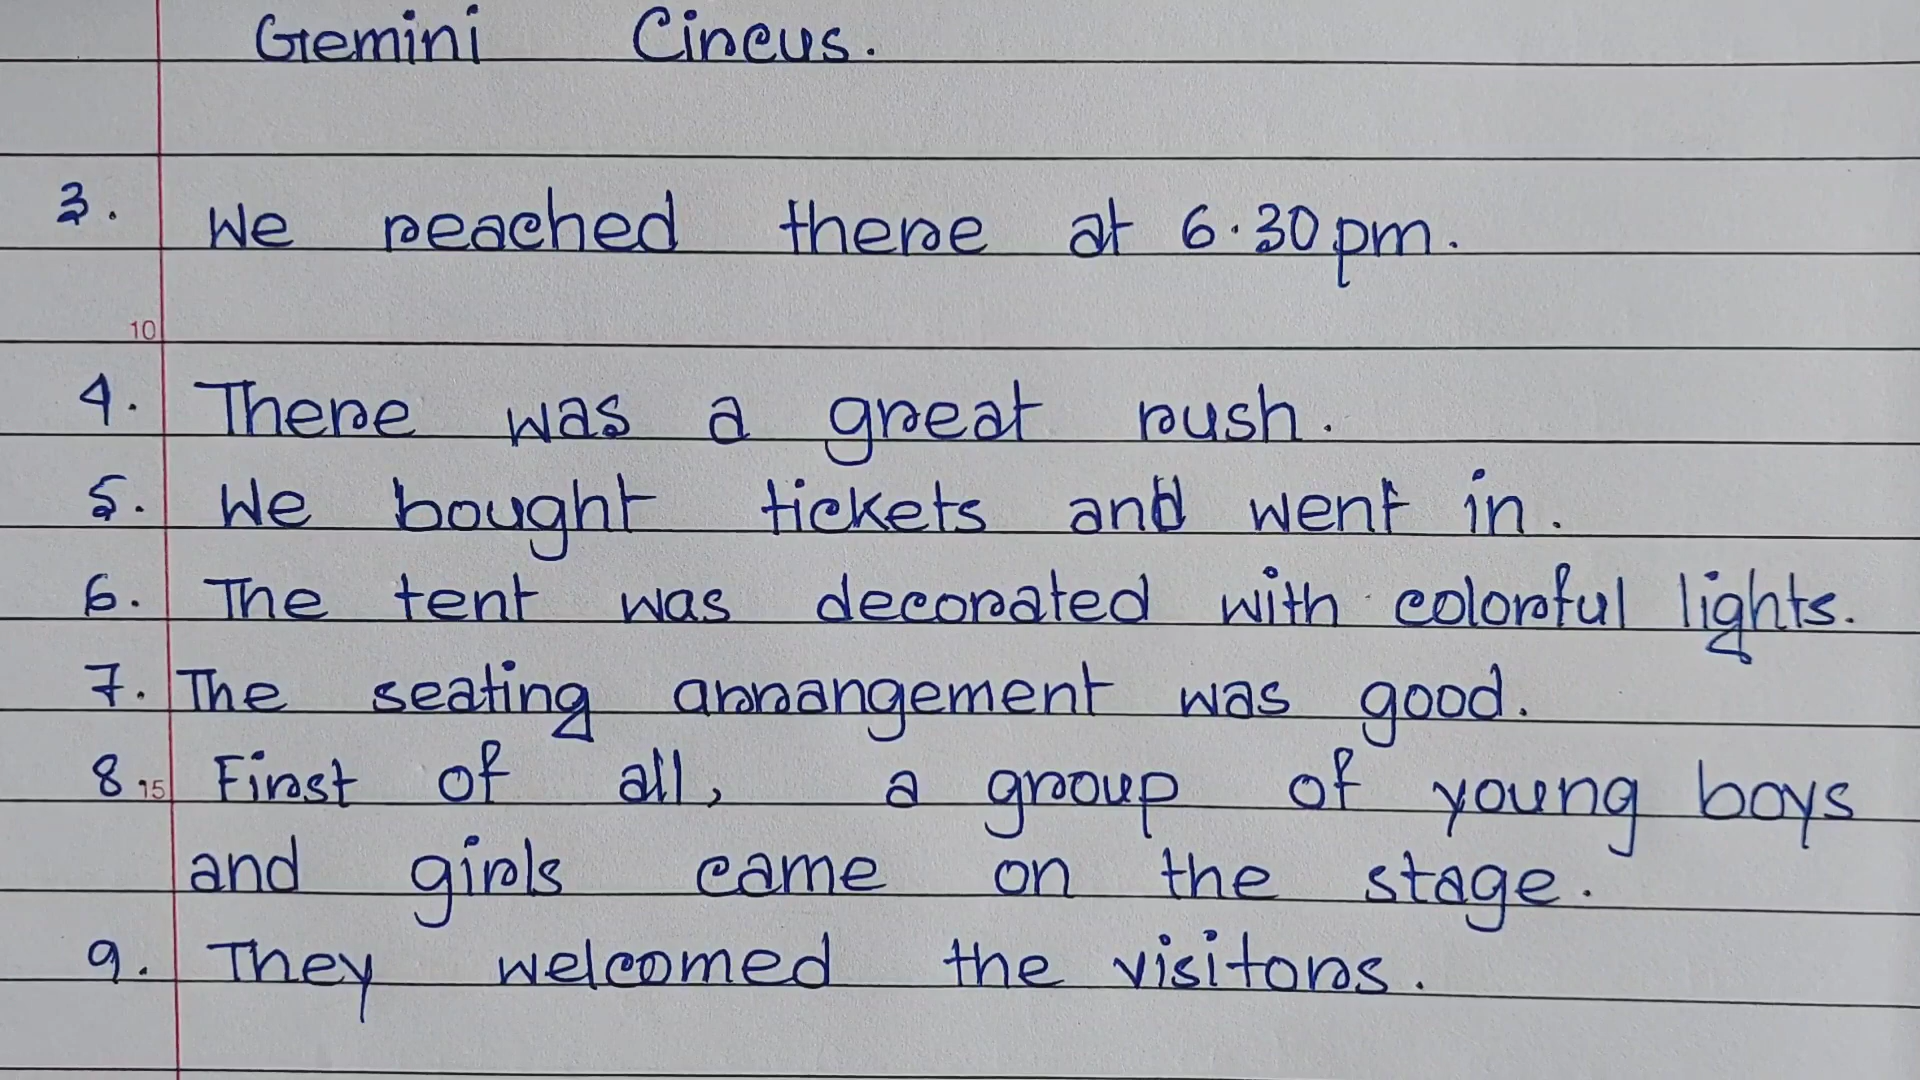 Gemini Circus.
3. We reached there at 6.30 pm.
10
4. There was a great rush.
5. We bought tickets and went in.
6. The tent was decorated with colorful lights.
7. The seating arrangement was good.
8. 15 First of all, a group of young boys
and girls came on the stage.
9. They welcomed the visitors.